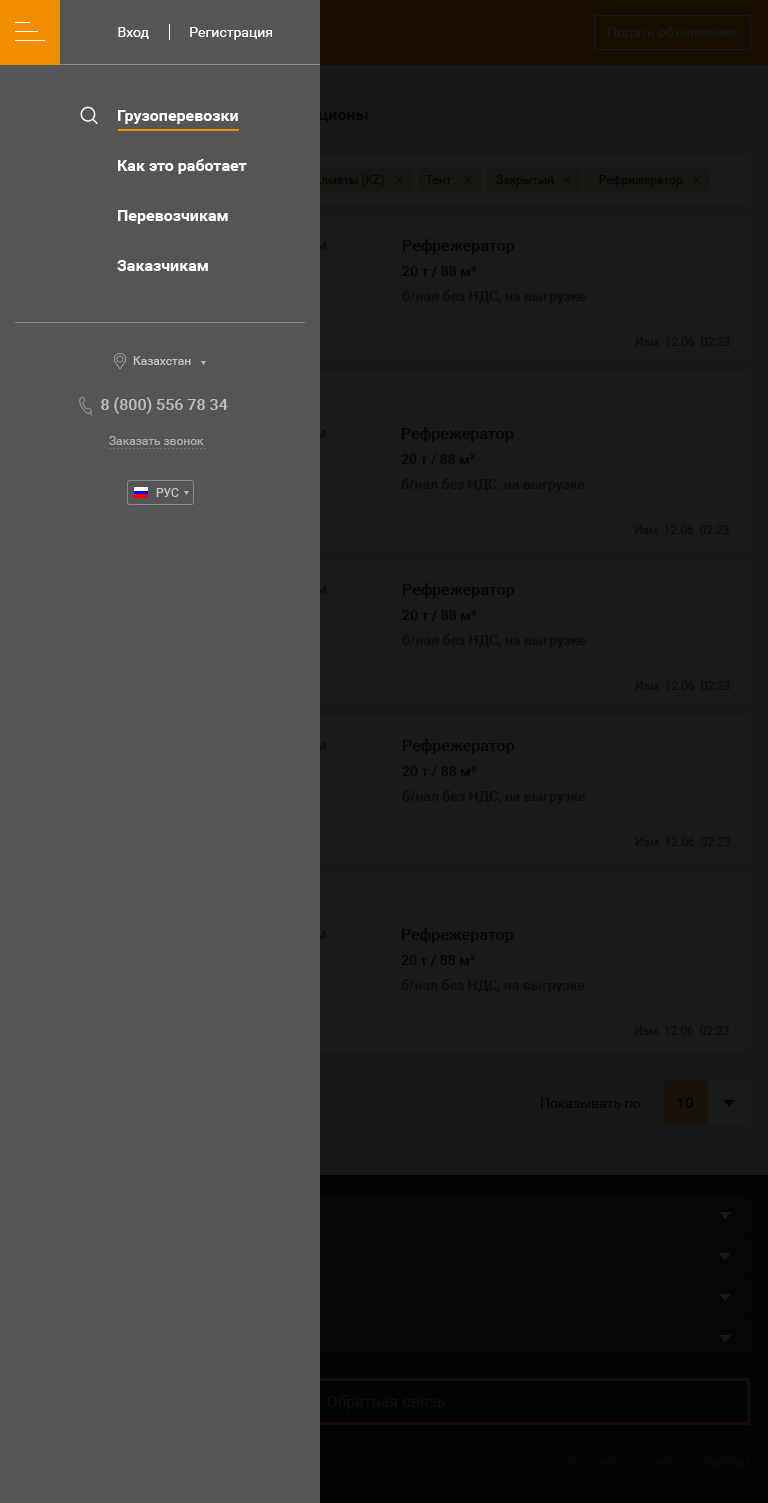 Вход
Регистрация
Подать объявление
Грузоперевозки
Как это работает
Перевозчикам
Заказчикам
Казахстан
8 (800) 556 78 34
Заказать звонок
РУС
ционы
лматы (KZ)
Тент
Закрытый
Рефрижератор
м
Рефрежератор
20 т / 88 м³
б/нал без НДС, на выгрузке
Изм. 12.06 02:23
м
Рефрежератор
20 т / 88 м³
б/нал без НДС, на выгрузке
Изм. 12.06 02:23
м
Рефрежератор
20 т / 88 м³
б/нал без НДС, на выгрузке
Изм. 12.06 02:23
м
Рефрежератор
20 т / 88 м³
б/нал без НДС, на выгрузке
Изм. 12.06 02:23
м
Рефрежератор
20 т / 88 м³
б/нал без НДС, на выгрузке
Изм. 12.06 02:23
Показывать по
10
Обратная связь